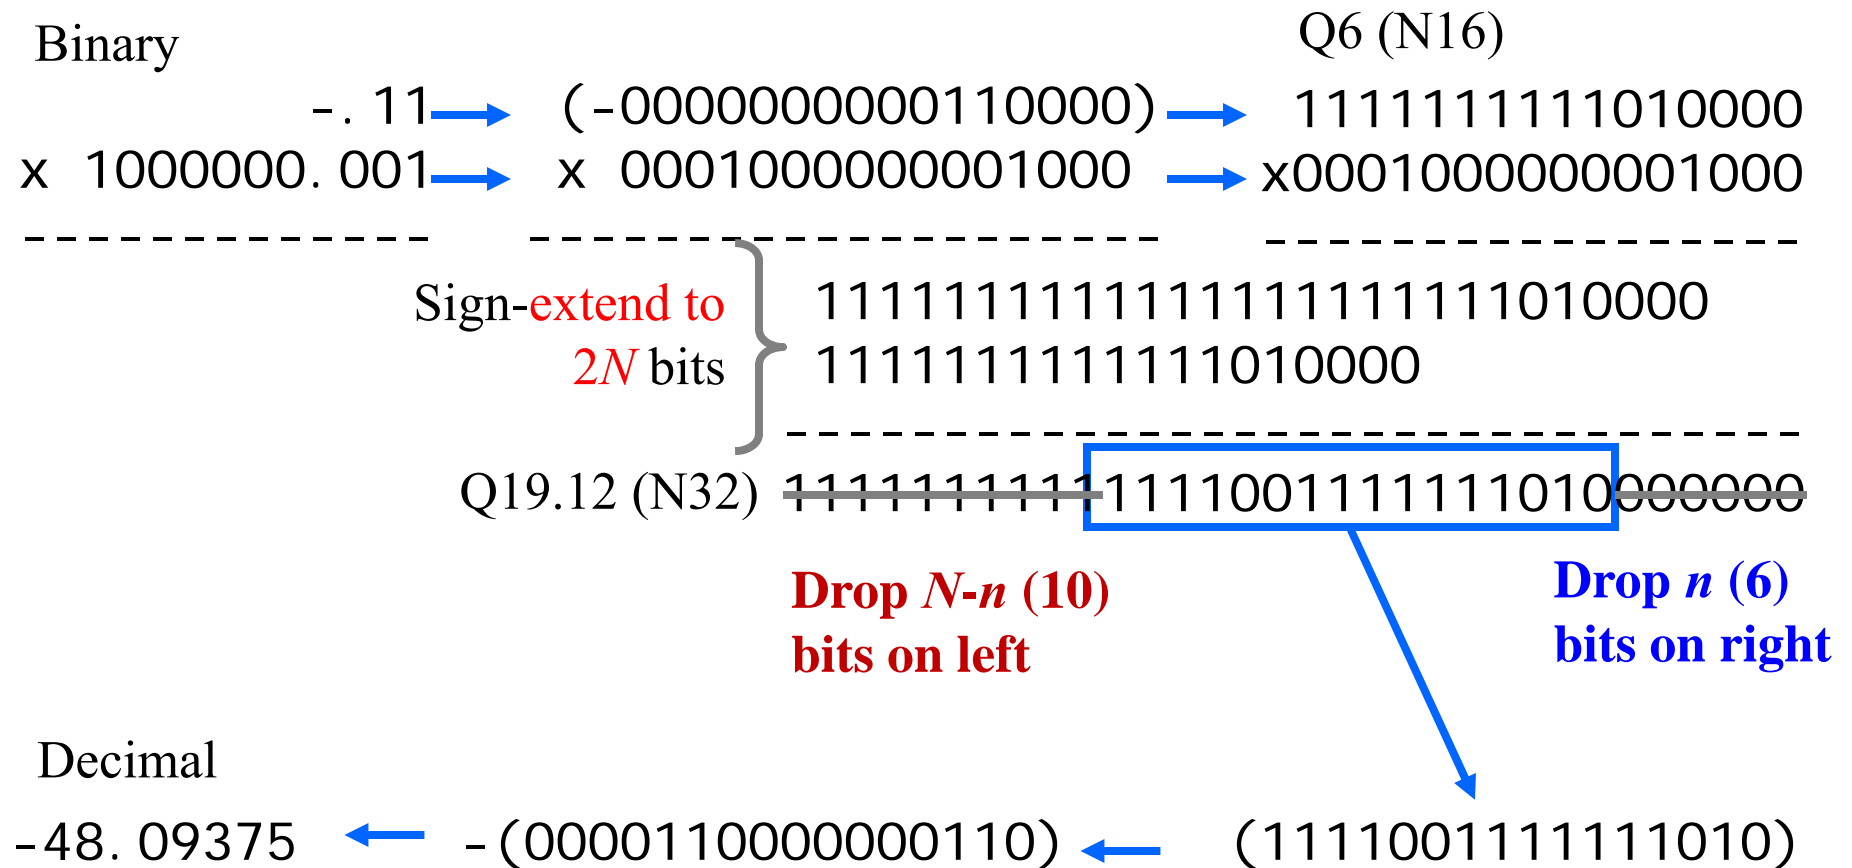 Binary
Q6 (N16)
-.11 (-0000000000110000) 1111111111010000
x 1000000.001 x 0001000000001000 x0001000000001000
Sign-extend to
2N bits
1111111111111111111111010000
1111111111111010000
Q19.12 (N32) 11111111111111001111111010000000
Drop N-n (10)
bits on left
Drop n (6)
bits on right
Decimal
-48.09375 -(0000110000000110) (1111001111111010)